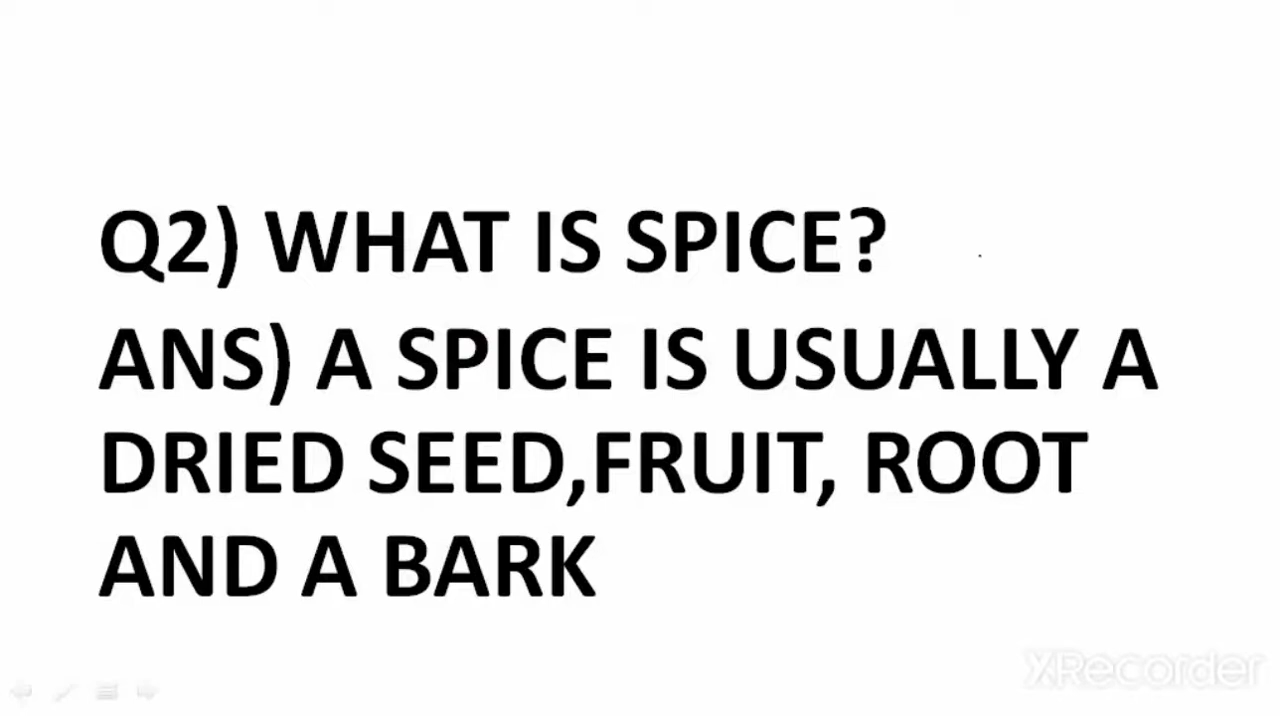 Q2) WHAT IS SPICE?
ANS) A SPICE IS USUALLY A
DRIED SEED,FRUIT, ROOT
AND A BARK
XRecorder